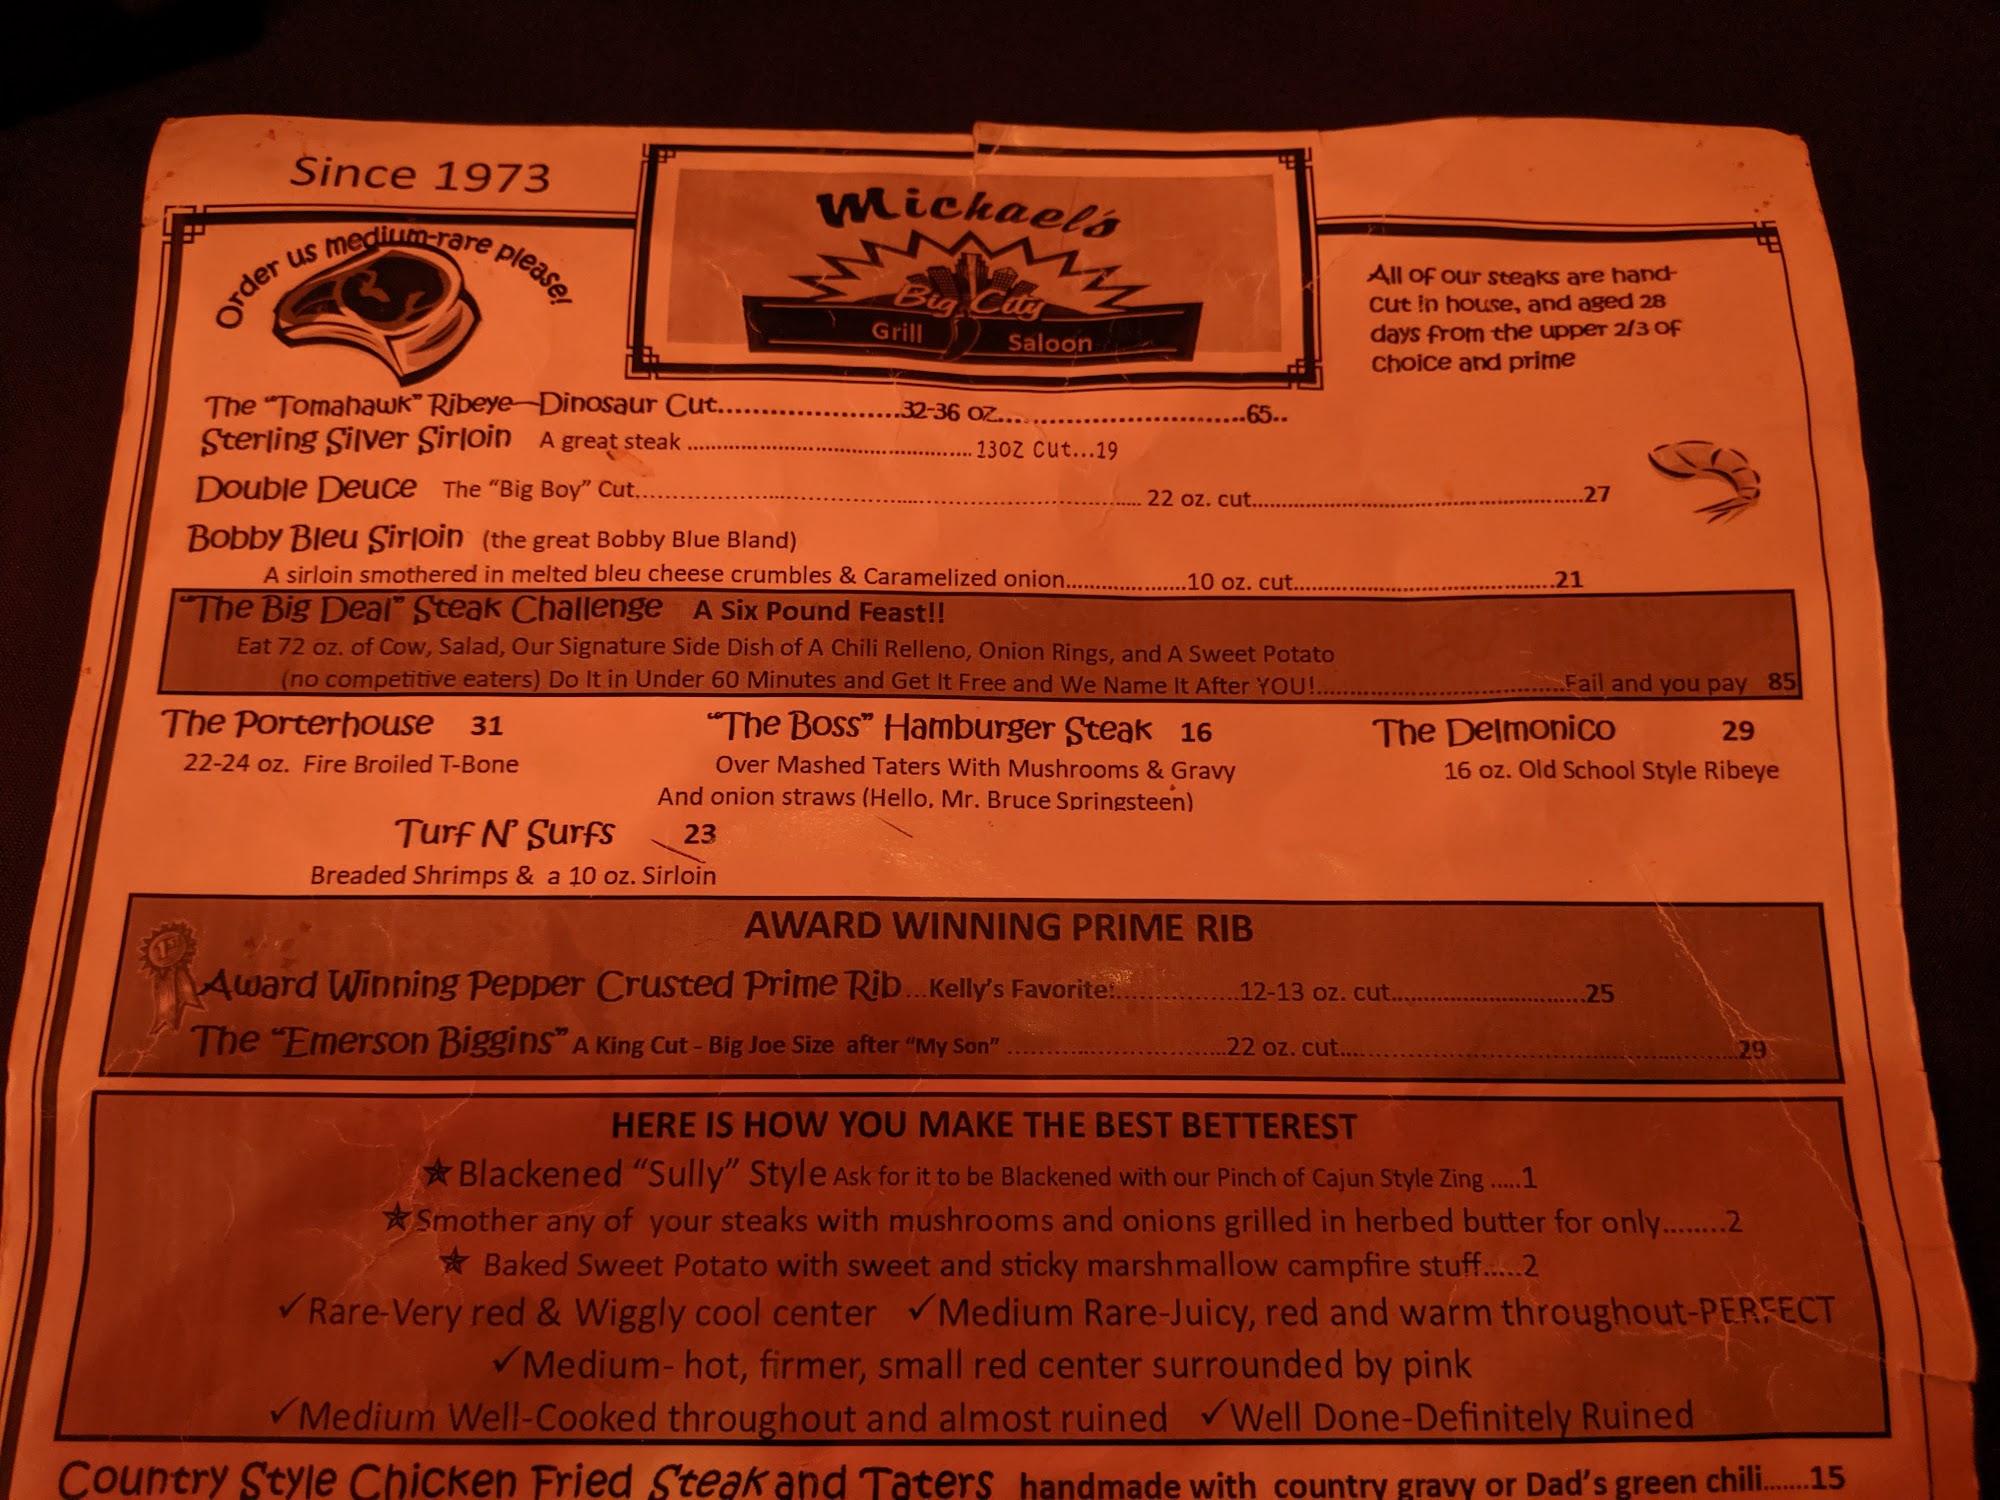 Since 1973
Michael's
Big City
Grill Saloon
Order us medium-rare please!
All of our steaks are hand-
cut in house, and aged 28
days from the upper 2/3 of
choice and prime
The "Tomahawk" Ribeye—Dinosaur Cut....................32-36 oz...........................65..
Sterling Silver Sirloin A great steak .......................................... 13oz cut...19
Double Deuce The "Big Boy" Cut.......................................................................... 22 oz. cut.................................................27
Bobby Bleu Sirloin (the great Bobby Blue Bland)
A sirloin smothered in melted bleu cheese crumbles & Caramelized onion.................10 oz. cut.....................................21
"The Big Deal" Steak Challenge A Six Pound Feast!!
Eat 72 oz. of Cow, Salad, Our Signature Side Dish of A Chili Relleno, Onion Rings, and A Sweet Potato
(no competitive eaters) Do It in Under 60 Minutes and Get It Free and We Name It After YOU!.....................................Fail and you pay 85
The Porterhouse 31
22-24 oz. Fire Broiled T-Bone
"The Boss" Hamburger Steak 16
Over Mashed Taters With Mushrooms & Gravy
And onion straws (Hello, Mr. Bruce Springsteen)
The Delmonico 29
16 oz. Old School Style Ribeye
Turf N' Surfs 23
Breaded Shrimps & a 10 oz. Sirloin
AWARD WINNING PRIME RIB
1st
Award Winning Pepper Crusted Prime Rib...Kelly's Favorite!..................12-13 oz. cut............................25
The "Emerson Biggins" A King Cut - Big Joe Size after "My Son" ................................22 oz. cut.........................................................29
HERE IS HOW YOU MAKE THE BEST BETTEREST
★Blackened "Sully" Style Ask for it to be Blackened with our Pinch of Cajun Style Zing .....1
★Smother any of your steaks with mushrooms and onions grilled in herbed butter for only........2
★ Baked Sweet Potato with sweet and sticky marshmallow campfire stuff.....2
✓Rare-Very red & Wiggly cool center ✓Medium Rare-Juicy, red and warm throughout-PERFECT
✓Medium- hot, firmer, small red center surrounded by pink
✓Medium Well-Cooked throughout and almost ruined ✓Well Done-Definitely Ruined
Country Style Chicken Fried Steak and Taters handmade with country gravy or Dad's green chili.......15